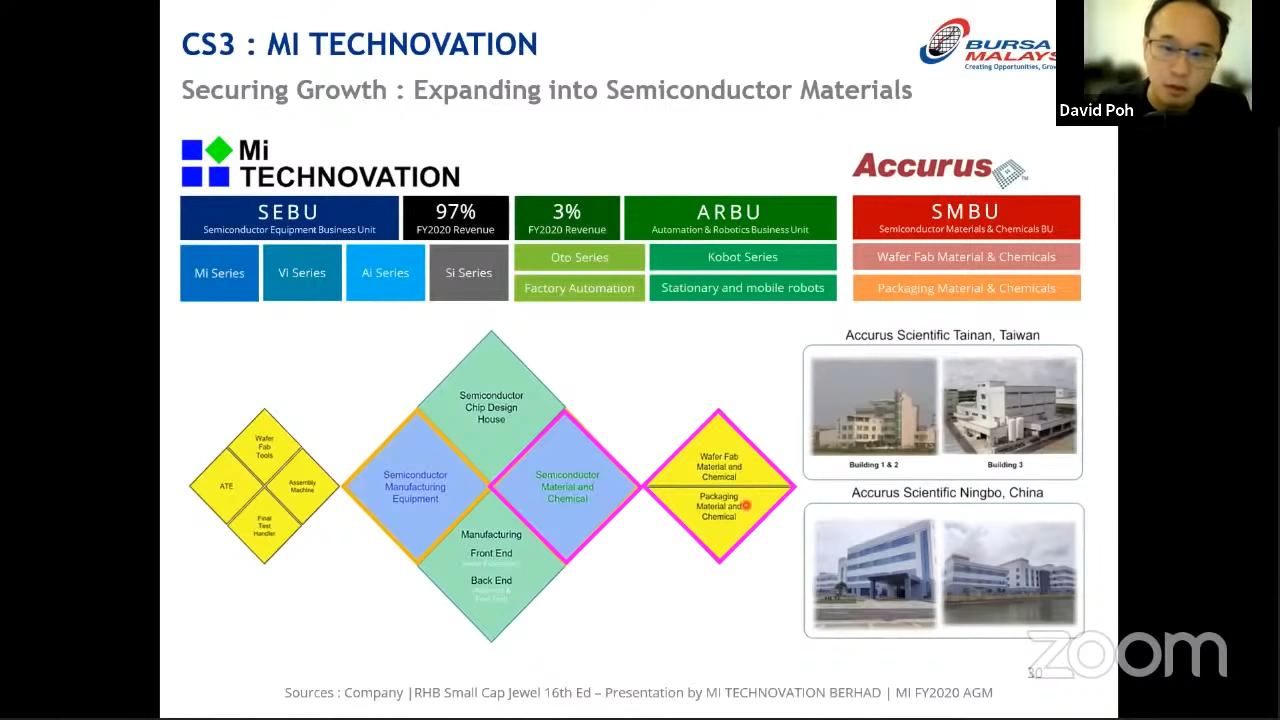 CS3 : MI TECHNOVATION
BURSA
MALAYS
Creating Opportunities, Grow
David Poh
Securing Growth : Expanding into Semiconductor Materials
Mi
TECHNOVATION
Accurus
TM
SEBU
Semiconductor Equipment Business Unit
97%
FY2020 Revenue
3%
FY2020 Revenue
ARBU
Automation & Robotics Business Unit
SMBU
Semiconductor Materials & Chemicals BU
Mi Series
Vi Series
Ai Series
Si Series
Oto Series
Kobot Series
Factory Automation
Stationary and mobile robots
Wafer Fab Material & Chemicals
Packaging Material & Chemicals
Wafer
Fab
Tools
ATE
Assembly
Machine
Final
Test
Handler
Semiconductor
Chip Design
House
Semiconductor
Manufacturing
Equipment
Semiconductor
Material and
Chemical
Manufacturing
Front End
Back End
Wafer Fab
Material and
Chemical
Packaging
Material and
Chemical
Accurus Scientific Tainan, Taiwan
Building 1 & 2
Building 3
Accurus Scientific Ningbo, China
zoom
30
Sources : Company |RHB Small Cap Jewel 16th Ed – Presentation by MI TECHNOVATION BERHAD | MI FY2020 AGM